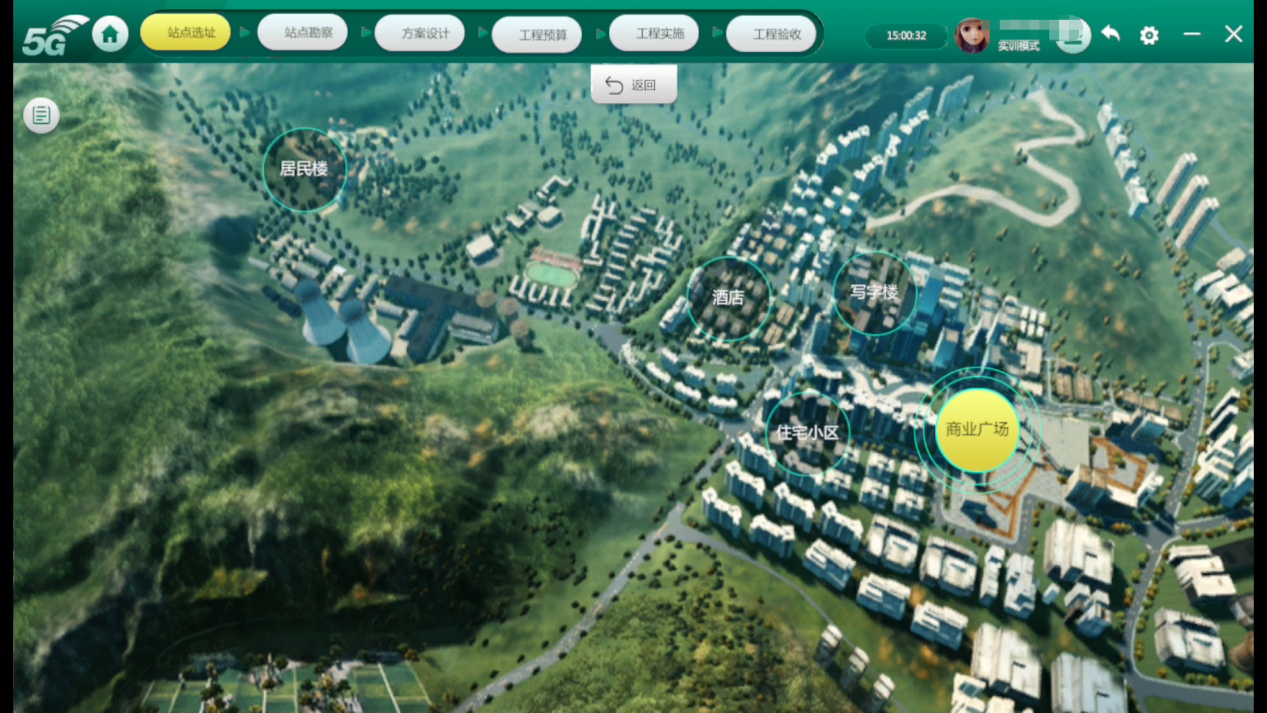 5G
站点选址
站点勘察
方案设计
工程预算
工程实施
工程验收
15:00:32
实训模式
返回
居民楼
酒店
写字楼
住宅小区
商业广场